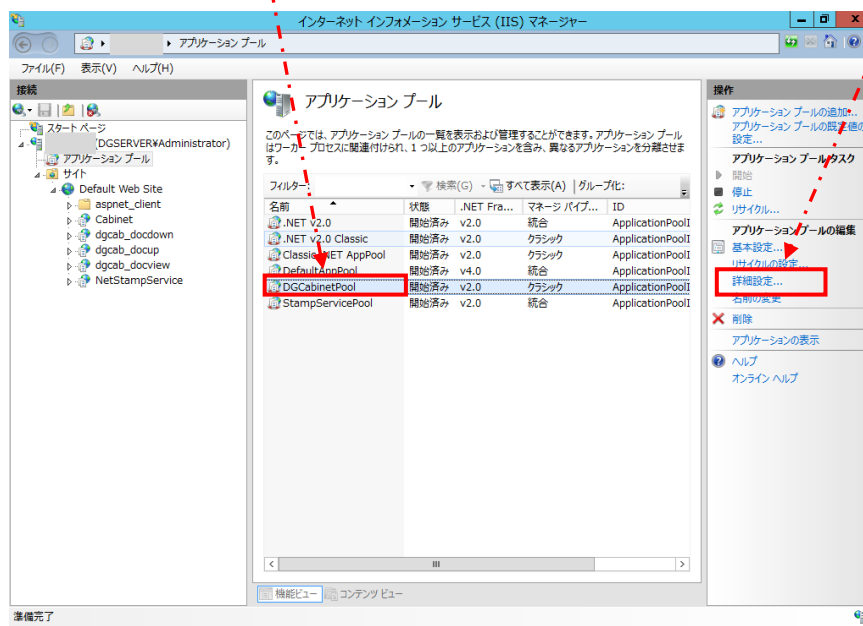 インターネット インフォメーション サービス (IIS) マネージャー
アプリケーション プール
ファイル(F) 表示(V) ヘルプ(H)
接続
スタート ページ
(DGSERVER¥Administrator)
アプリケーション プール
サイト
Default Web Site
aspnet_client
Cabinet
dgcab_docdown
dgcab_docup
dgcab_docview
NetStampService
アプリケーション プール
このページでは、アプリケーション プールの一覧を表示および管理することができます。アプリケーション プール
はワーカー プロセスに関連付けられ、1 つ以上のアプリケーションを含み、異なるアプリケーションを分離させま
す。
フィルター: 検索(G) すべて表示(A) グループ化:
名前 状態 .NET Fra... マネージ パイプ... ID
.NET v2.0 開始済み v2.0 統合 ApplicationPoolI
.NET v2.0 Classic 開始済み v2.0 クラシック ApplicationPoolI
Classic .NET AppPool 開始済み v2.0 クラシック ApplicationPoolI
DefaultAppPool 開始済み v4.0 統合 ApplicationPoolI
DGCabinetPool 開始済み v2.0 クラシック ApplicationPoolI
StampServicePool 開始済み v2.0 統合 ApplicationPoolI
機能ビュー コンテンツ ビュー
操作
アプリケーション プールの追加...
アプリケーション プールの既定値の
設定...
アプリケーション プール タスク
開始
停止
リサイクル...
アプリケーション プールの編集
基本設定...
リサイクルの設定...
詳細設定...
名前の変更
削除
アプリケーションの表示
ヘルプ
オンライン ヘルプ
準備完了